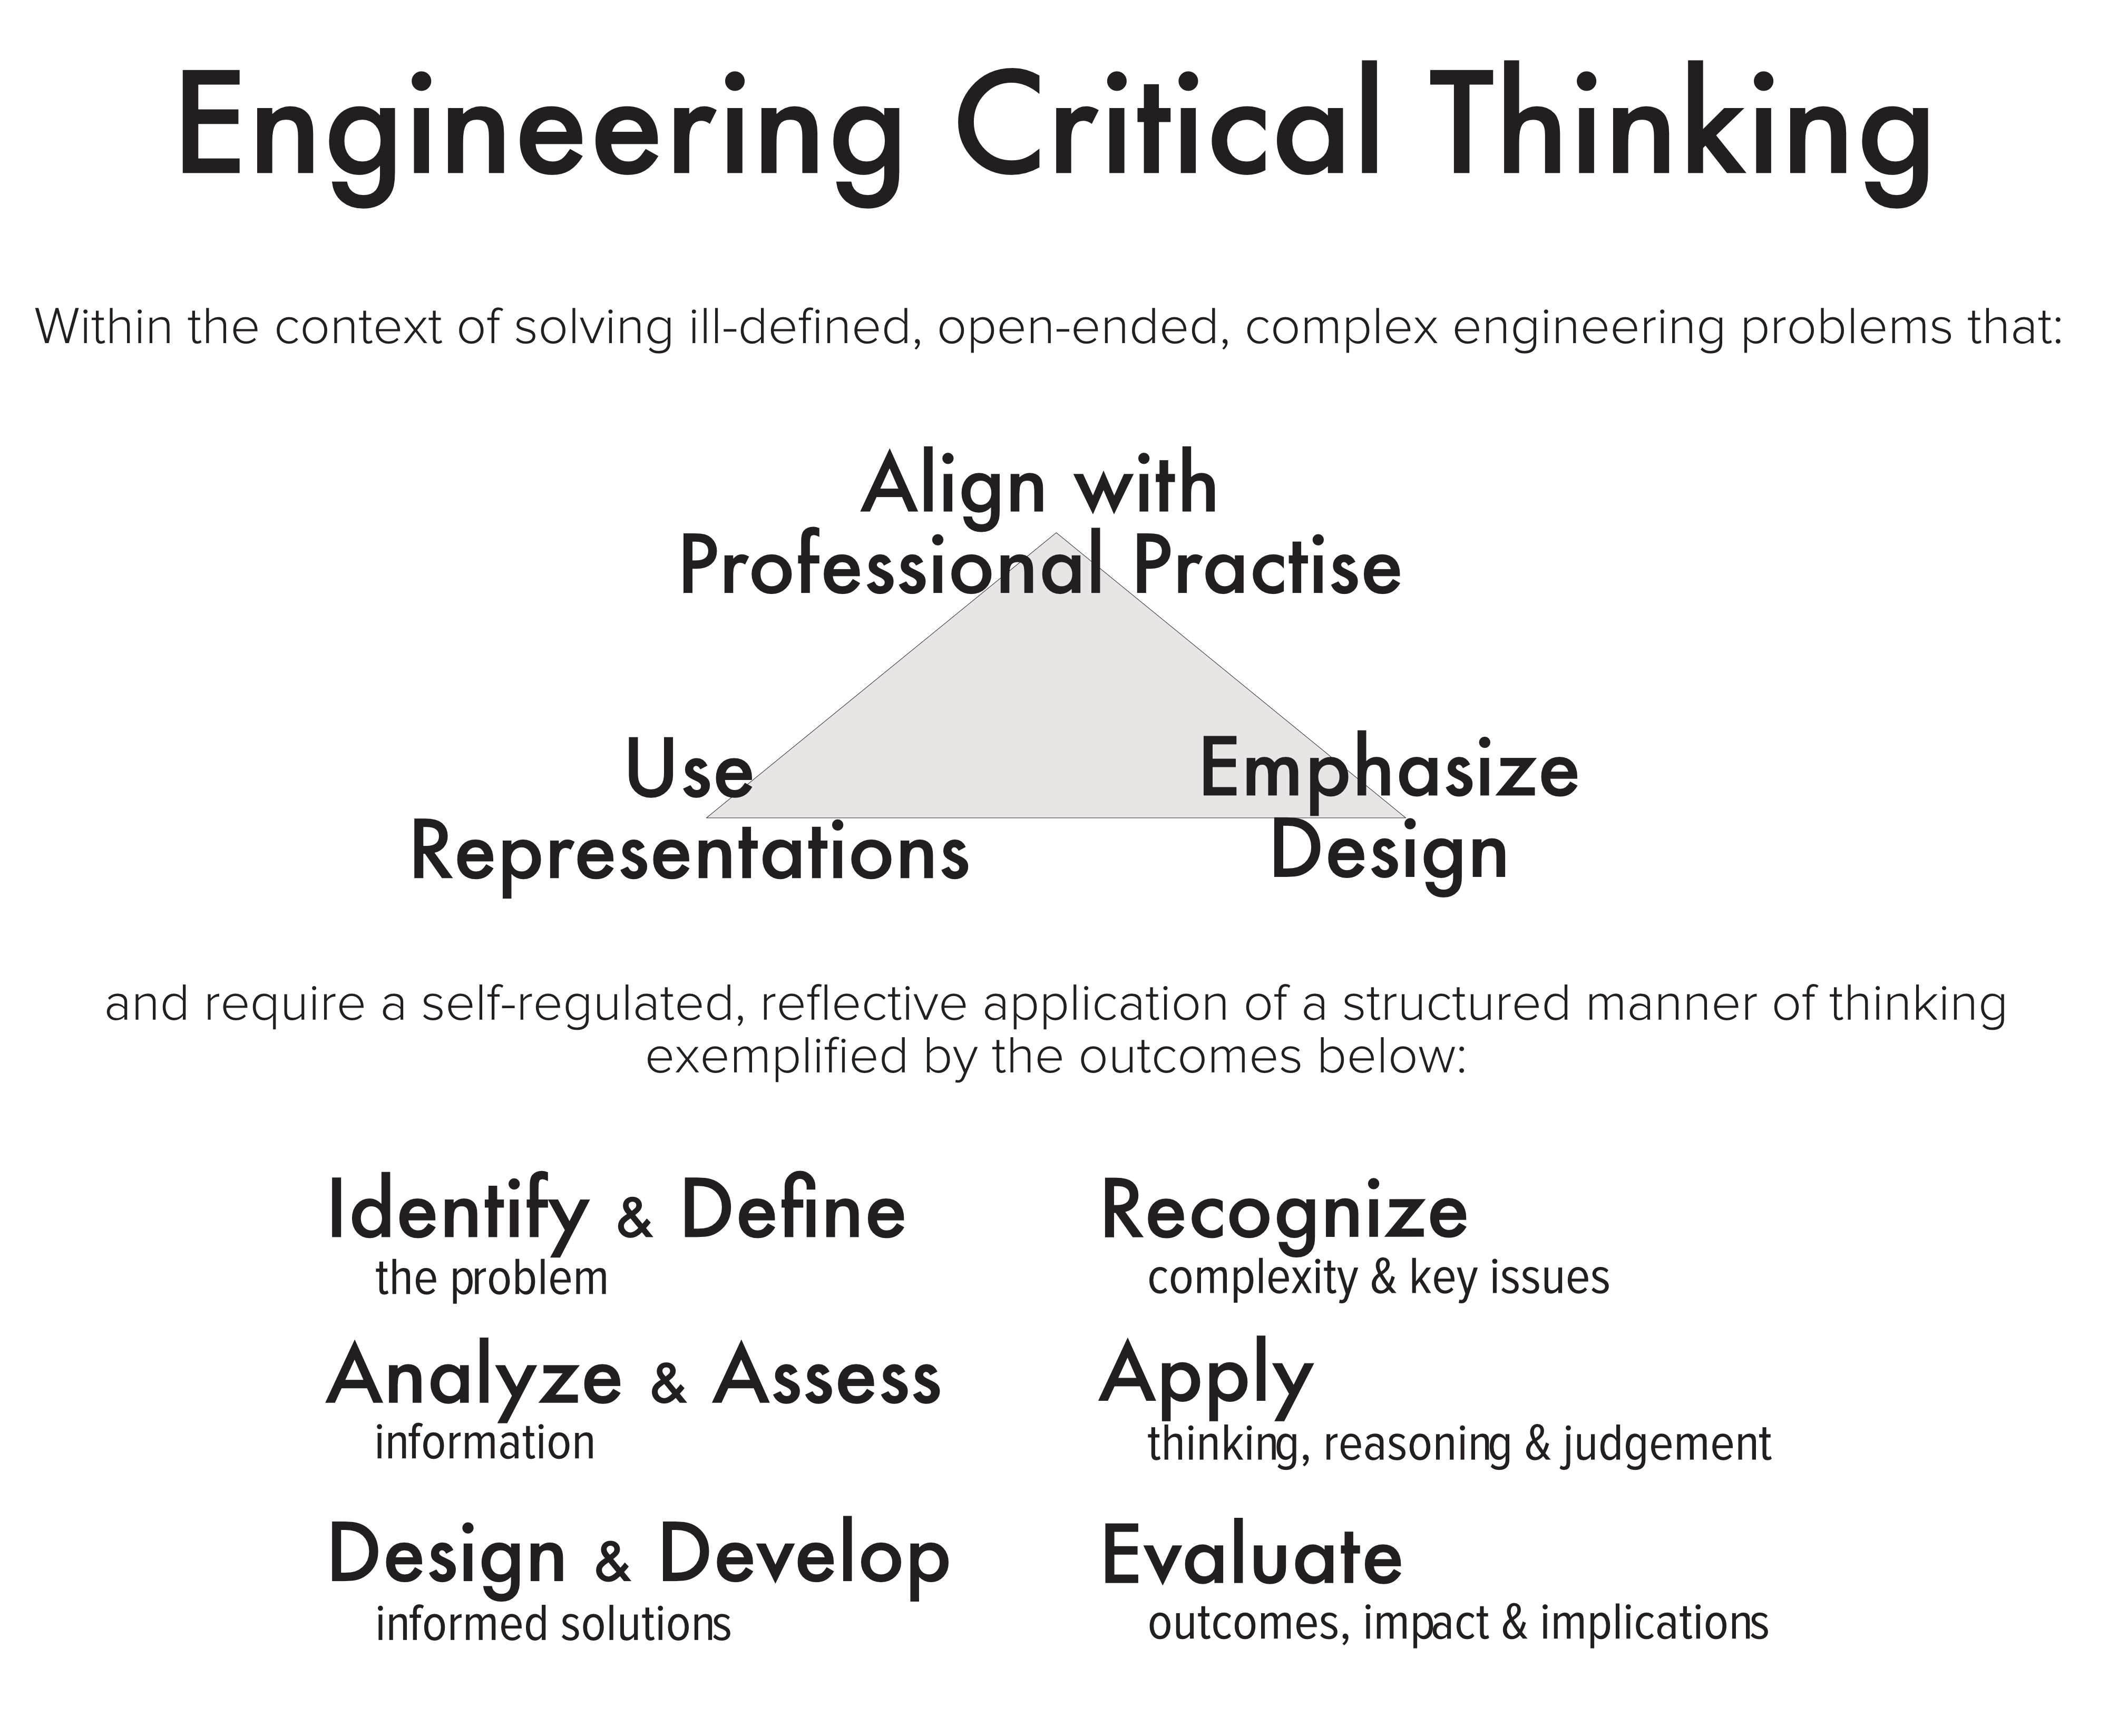 Engineering Critical Thinking
Within the context of solving ill-defined, open-ended, complex engineering problems that:
Align with
Professional Practise
Use
Representations
Emphasize
Design
and require a self-regulated, reflective application of a structured manner of thinking
exemplified by the outcomes below:
Identify & Define
the problem
Recognize
complexity & key issues
Analyze & Assess
information
Apply
thinking, reasoning & judgement
Design & Develop
informed solutions
Evaluate
outcomes, impact & implications